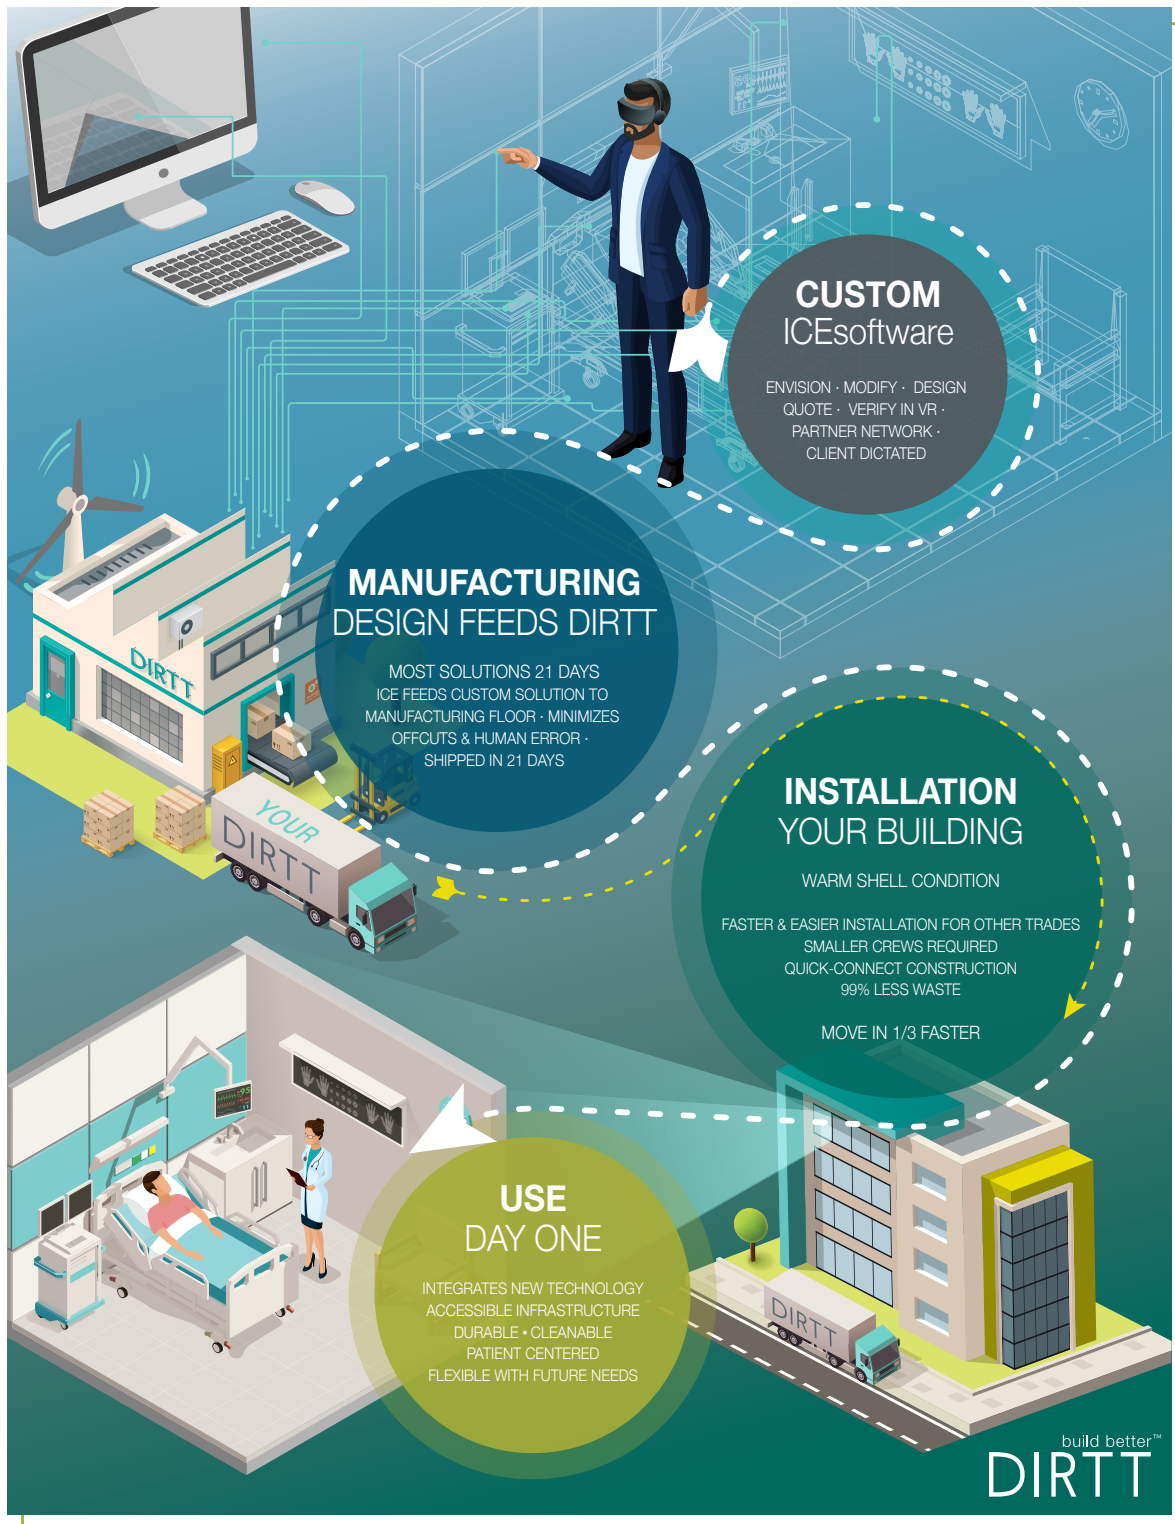 CUSTOM
ICEsoftware
ENVISION · MODIFY · DESIGN
QUOTE · VERIFY IN VR ·
PARTNER NETWORK ·
CLIENT DICTATED
MANUFACTURING
DESIGN FEEDS DIRTT
MOST SOLUTIONS 21 DAYS
ICE FEEDS CUSTOM SOLUTION TO
MANUFACTURING FLOOR · MINIMIZES
OFFCUTS & HUMAN ERROR ·
SHIPPED IN 21 DAYS
DIRTT
YOUR
DIRTT
INSTALLATION
YOUR BUILDING
WARM SHELL CONDITION
FASTER & EASIER INSTALLATION FOR OTHER TRADES
SMALLER CREWS REQUIRED
QUICK-CONNECT CONSTRUCTION
99% LESS WASTE
MOVE IN 1/3 FASTER
95
11
USE
DAY ONE
INTEGRATES NEW TECHNOLOGY
ACCESSIBLE INFRASTRUCTURE
DURABLE • CLEANABLE
PATIENT CENTERED
FLEXIBLE WITH FUTURE NEEDS
DIRTT
build better™
DIRTT